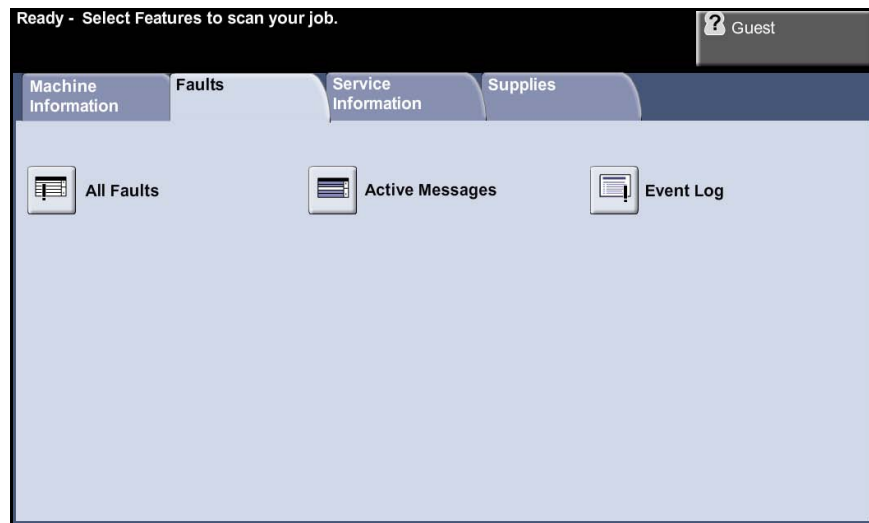 Ready - Select Features to scan your job.
? Guest
Machine
Information
Faults
Service
Information
Supplies
All Faults
Active Messages
Event Log